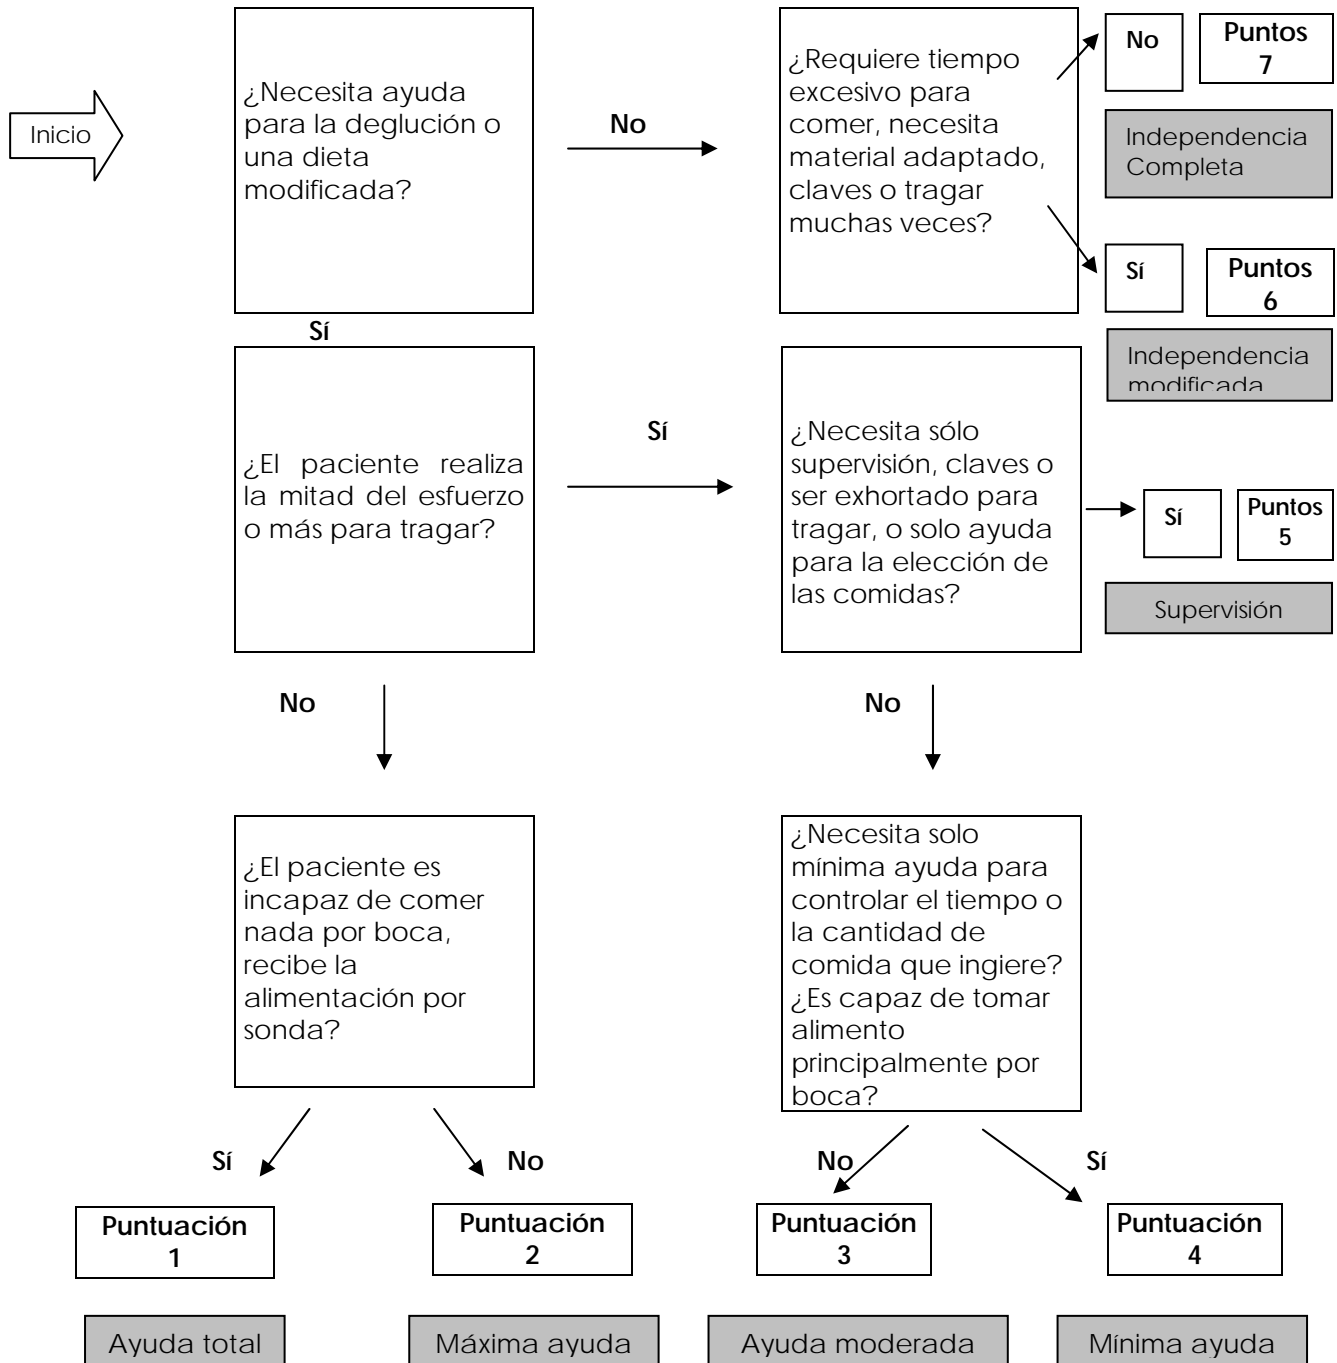 Inicio
¿Necesita ayuda
para la deglución o
una dieta
modificada?
No
¿Requiere tiempo
excesivo para
comer, necesita
material adaptado,
claves o tragar
muchas veces?
No
Puntos
7
Independencia
Completa
Sí
Puntos
6
Independencia
modificada
Sí
¿El paciente realiza
la mitad del esfuerzo
o más para tragar?
Sí
¿Necesita sólo
supervisión, claves o
ser exhortado para
tragar, o solo ayuda
para la elección de
las comidas?
Sí
Puntos
5
Supervisión
No
No
¿El paciente es
incapaz de comer
nada por boca,
recibe la
alimentación por
sonda?
¿Necesita solo
mínima ayuda para
controlar el tiempo o
la cantidad de
comida que ingiere?
¿Es capaz de tomar
alimento
principalmente por
boca?
Sí
No
No
Sí
Puntuación
1
Puntuación
2
Puntuación
3
Puntuación
4
Ayuda total
Máxima ayuda
Ayuda moderada
Mínima ayuda